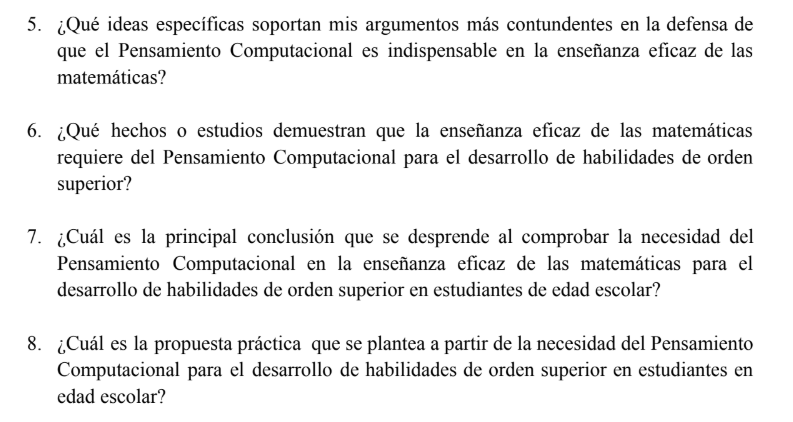 5. ¿Qué ideas específicas soportan mis argumentos más contundentes en la defensa de
que el Pensamiento Computacional es indispensable en la enseñanza eficaz de las
matemáticas?
6. ¿Qué hechos o estudios demuestran que la enseñanza eficaz de las matemáticas
requiere del Pensamiento Computacional para el desarrollo de habilidades de orden
superior?
7. ¿Cuál es la principal conclusión que se desprende al comprobar la necesidad del
Pensamiento Computacional en la enseñanza eficaz de las matemáticas para el
desarrollo de habilidades de orden superior en estudiantes de edad escolar?
8. ¿Cuál es la propuesta práctica que se plantea a partir de la necesidad del Pensamiento
Computacional para el desarrollo de habilidades de orden superior en estudiantes en
edad escolar?